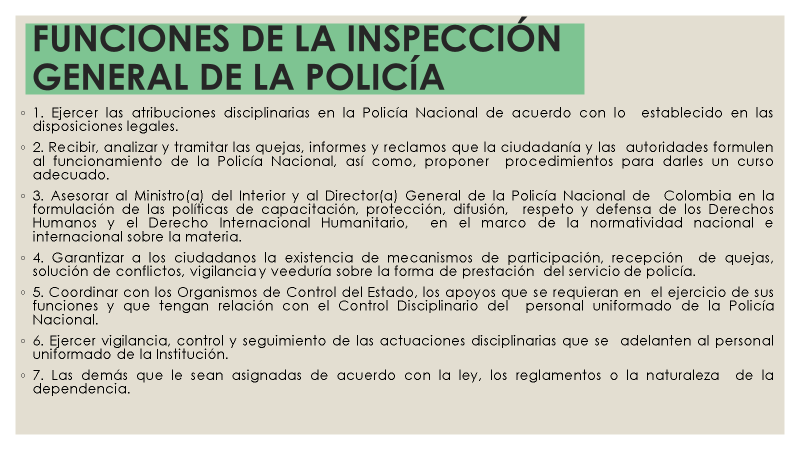 FUNCIONES DE LA INSPECCIÓN
GENERAL DE LA POLICÍA
◦ 1. Ejercer las atribuciones disciplinarias en la Policía Nacional de acuerdo con lo establecido en las
disposiciones legales.
◦ 2. Recibir, analizar y tramitar las quejas, informes y reclamos que la ciudadanía y las autoridades formulen
al funcionamiento de la Policía Nacional, así como, proponer procedimientos para darles un curso
adecuado.
◦ 3. Asesorar al Ministro(a) del Interior y al Director(a) General de la Policía Nacional de Colombia en la
formulación de las políticas de capacitación, protección, difusión, respeto y defensa de los Derechos
Humanos y el Derecho Internacional Humanitario, en el marco de la normatividad nacional e
internacional sobre la materia.
◦ 4. Garantizar a los ciudadanos la existencia de mecanismos de participación, recepción de quejas,
solución de conflictos, vigilancia y veeduría sobre la forma de prestación del servicio de policía.
◦ 5. Coordinar con los Organismos de Control del Estado, los apoyos que se requieran en el ejercicio de sus
funciones y que tengan relación con el Control Disciplinario del personal uniformado de la Policía
Nacional.
◦ 6. Ejercer vigilancia, control y seguimiento de las actuaciones disciplinarias que se adelanten al personal
uniformado de la Institución.
◦ 7. Las demás que le sean asignadas de acuerdo con la ley, los reglamentos o la naturaleza de la
dependencia.